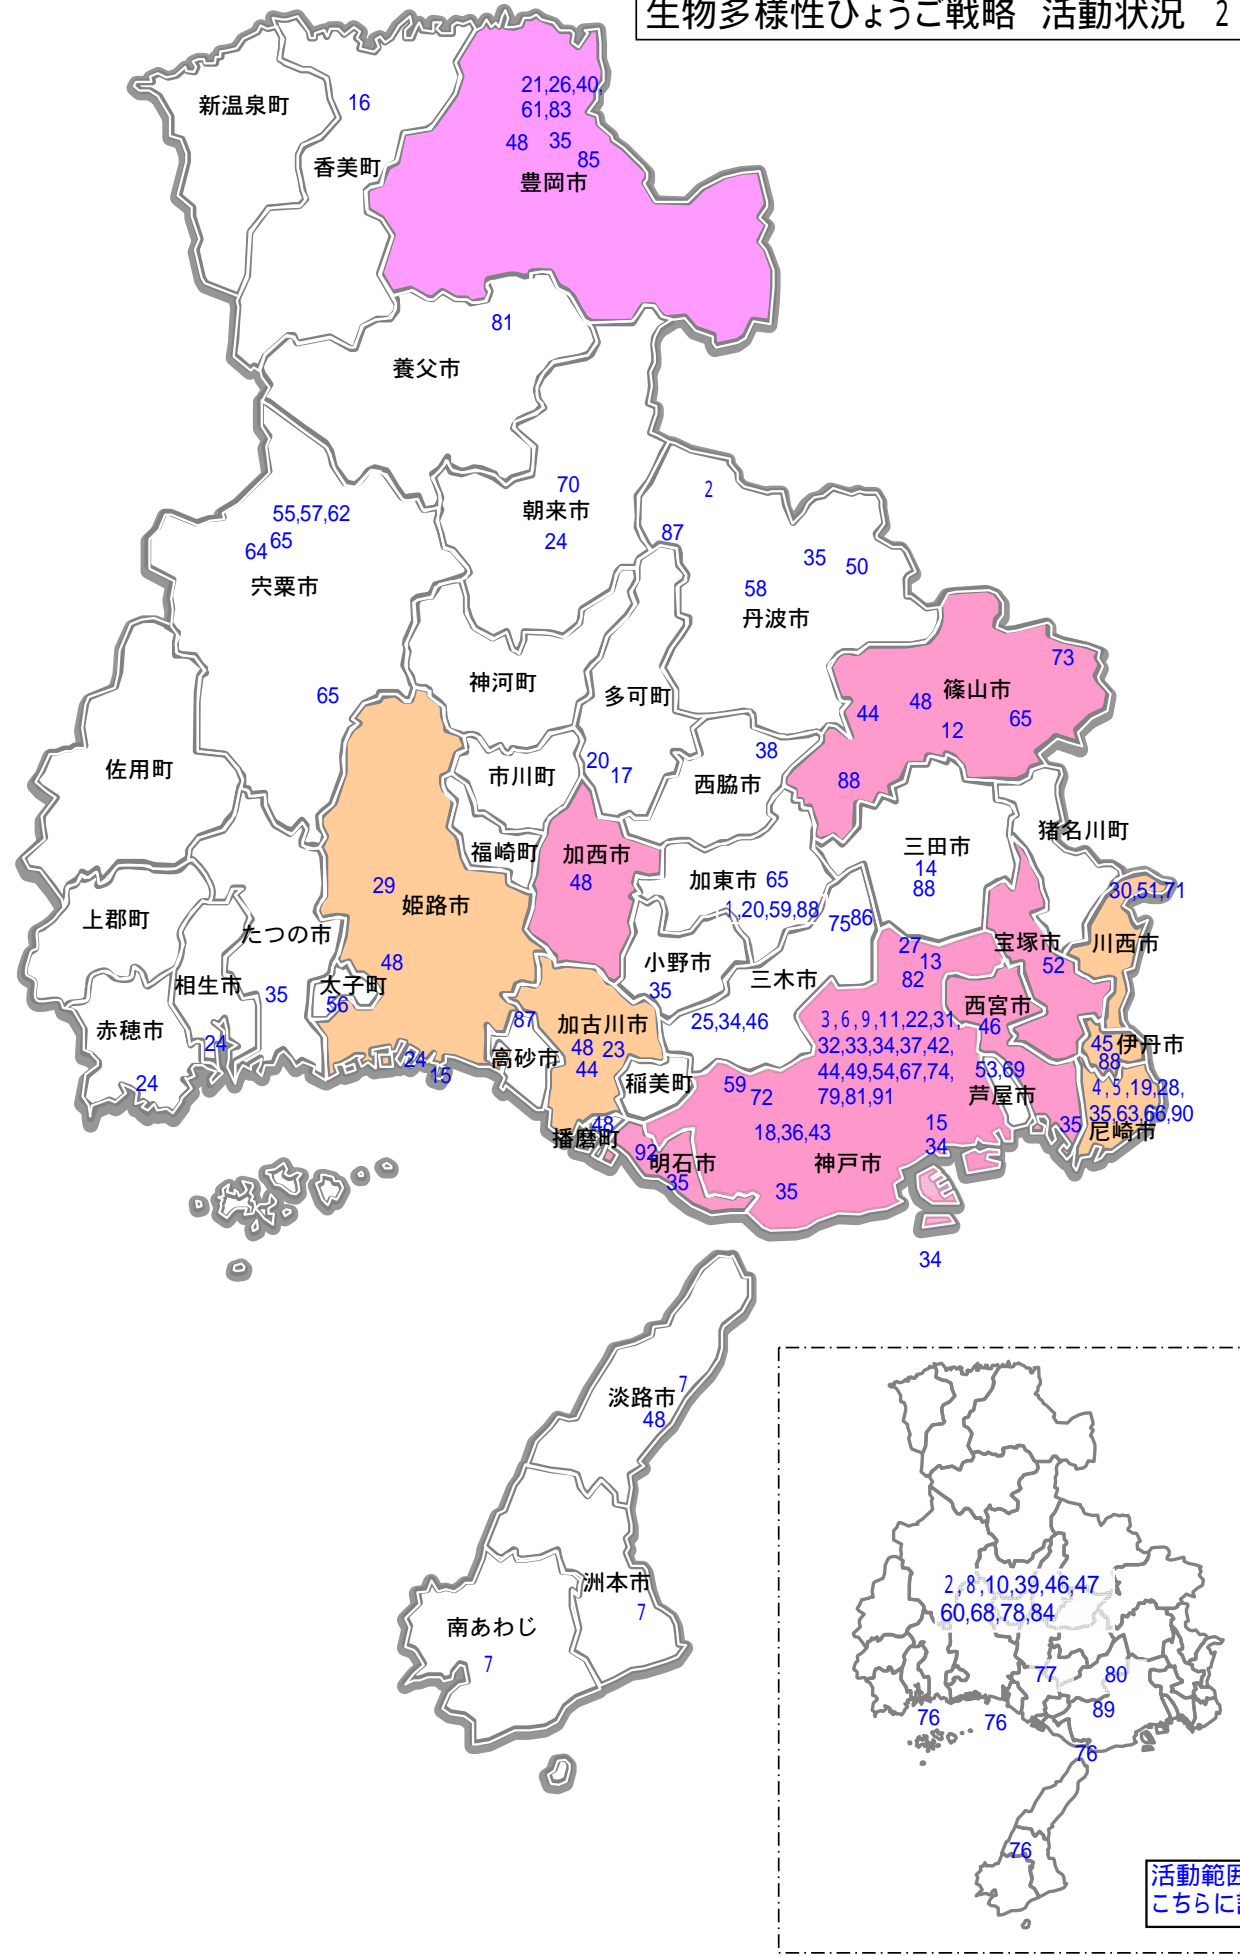 生物多様性ひょうご戦略 活動状況 2
新温泉町
16
香美町
21,26,40,
61,83
48
35
85
豊岡市
81
養父市
70
朝来市
24
55,57,62
64
65
宍粟市
65
2
87
35
50
58
丹波市
73
篠山市
48
44
12
65
88
神河町
多可町
20
17
38
西脇市
市川町
佐用町
福崎町
加西市
48
加東市
65
1,20,59,88
75
86
三田市
14
88
猪名川町
30,51,71
川西市
宝塚市
52
29
姫路市
48
上郡町
たつの市
35
相生市
24
太子町
56
赤穂市
24
24
15
小野市
35
三木市
25,34,46
27
13
82
西宮市
46
87
高砂市
加古川市
48
23
44
稲美町
48
播磨町
3,6,9,11,22,31,
32,33,34,37,42,
44,49,54,67,74,
79,81,91
59
72
18,36,43
神戸市
15
34
35
92
明石市
35
34
53,69
芦屋市
45
伊丹市
88
4,5,19,28,
35,63,66,90
尼崎市
35
淡路市
7
48
洲本市
7
南あわじ
7
2,8,10,39,46,47
60,68,78,84
77
80
89
76
76
76
76
活動範囲
こちらに